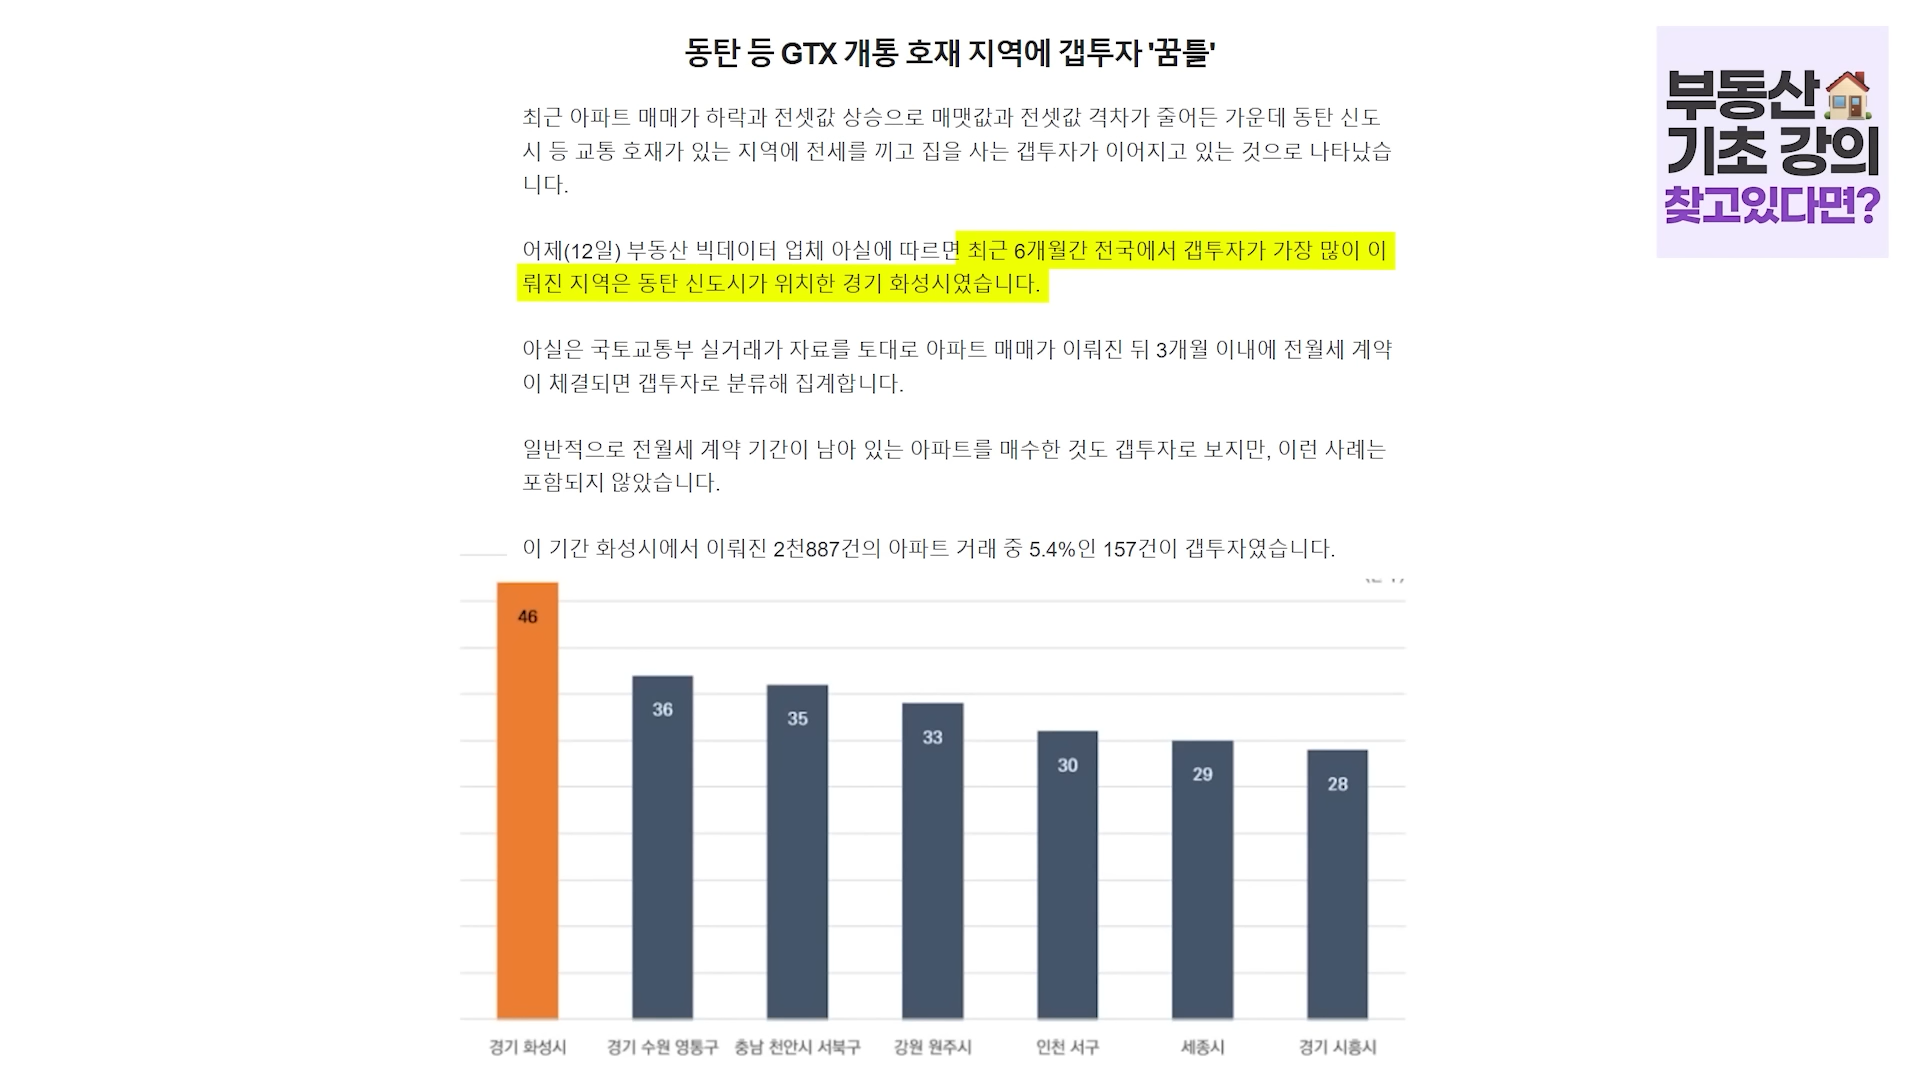 동탄 등 GTX 개통 호재 지역에 갭투자 '꿈틀'
부동산
기초 강의
찾고있다면?
최근 아파트 매매가 하락과 전셋값 상승으로 매맷값과 전셋값 격차가 줄어든 가운데 동탄 신도
시 등 교통 호재가 있는 지역에 전세를 끼고 집을 사는 갭투자가 이어지고 있는 것으로 나타났습
니다.
어제(12일) 부동산 빅데이터 업체 아실에 따르면 최근 6개월간 전국에서 갭투자가 가장 많이 이
뤄진 지역은 동탄 신도시가 위치한 경기 화성시였습니다.
아실은 국토교통부 실거래가 자료를 토대로 아파트 매매가 이뤄진 뒤 3개월 이내에 전월세 계약
이 체결되면 갭투자로 분류해 집계합니다.
일반적으로 전월세 계약 기간이 남아 있는 아파트를 매수한 것도 갭투자로 보지만, 이런 사례는
포함되지 않았습니다.
이 기간 화성시에서 이뤄진 2천887건의 아파트 거래 중 5.4%인 157건이 갭투자였습니다.
46
36
35
33
30
29
28
경기 화성시 경기 수원 영통구 충남 천안시 서북구 강원 원주시 인천 서구 세종시 경기 시흥시